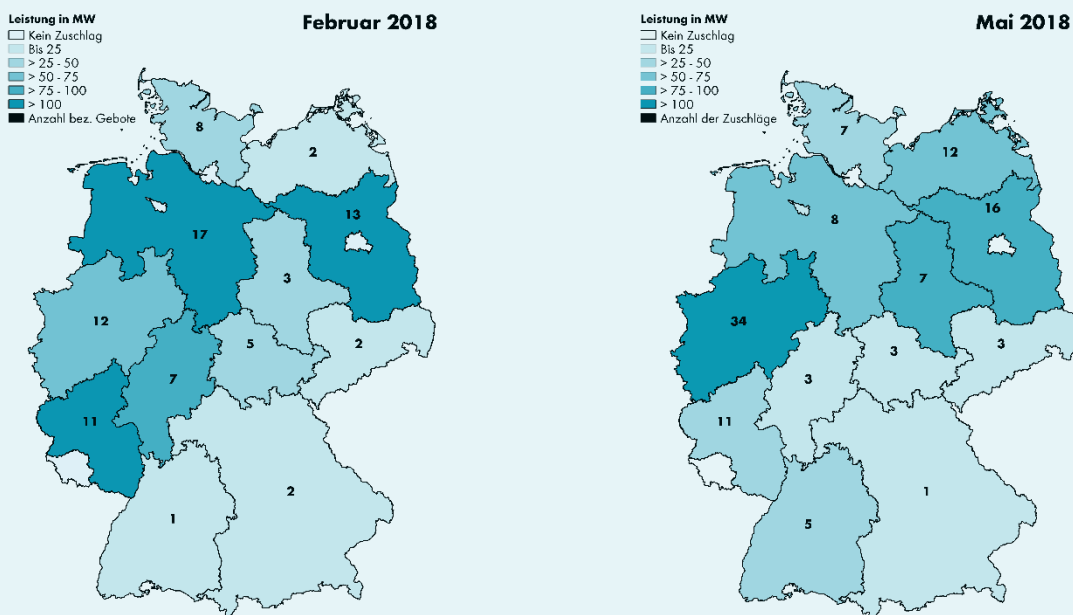 Leistung in MW
Februar 2018
Kein Zuschlag
Bis 25
> 25 - 50
> 50 - 75
> 75 - 100
> 100
Anzahl bez. Gebote
8
2
13
17
3
12
5
2
7
11
2
1
Leistung in MW
Mai 2018
Kein Zuschlag
Bis 25
> 25 - 50
> 50 - 75
> 75 - 100
> 100
Anzahl der Zuschläge
7
12
16
8
7
34
3
3
3
11
1
5